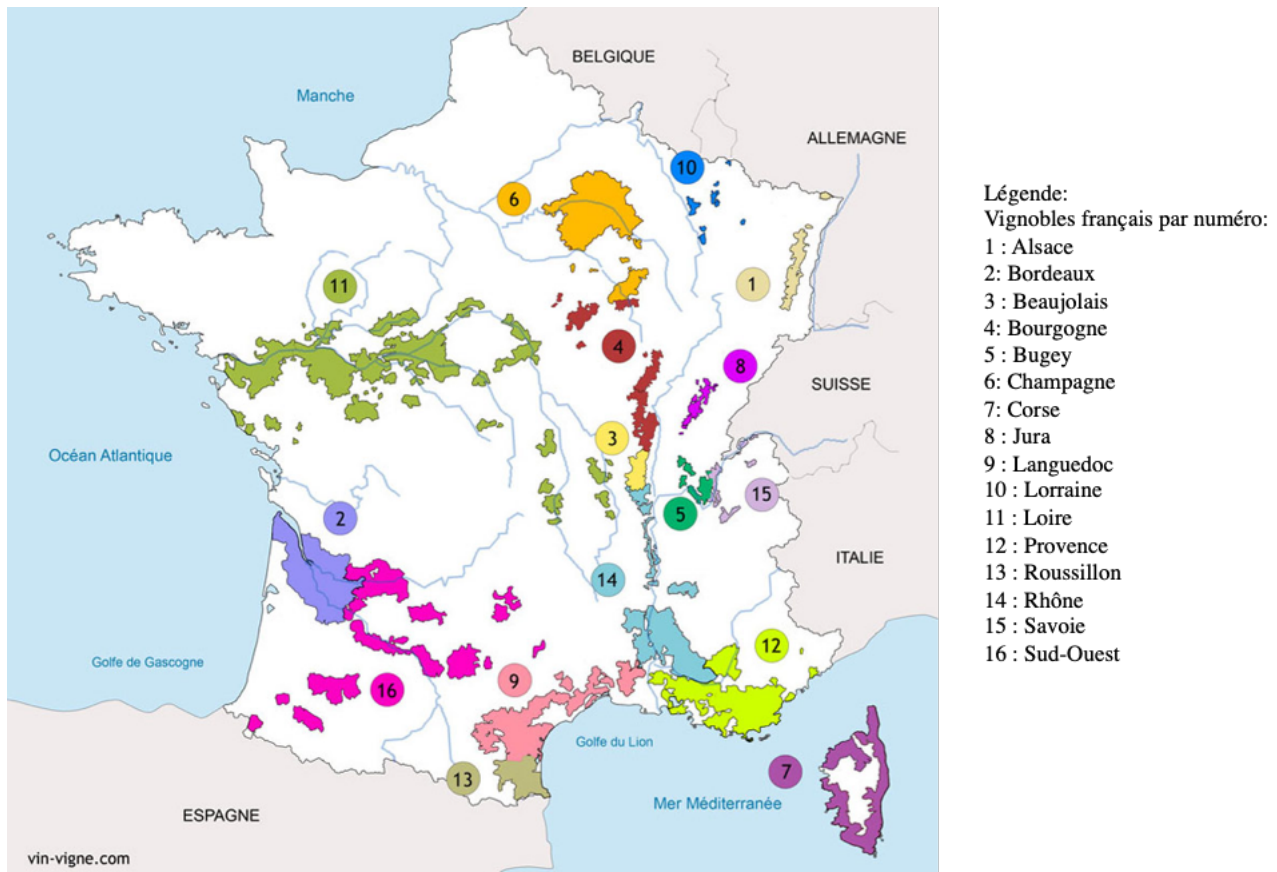 BELGIQUE
Manche
ALLEMAGNE
10
6
11
1
4
8
SUISSE
3
Océan Atlantique
15
2
5
ITALIE
14
12
Golfe de Gascogne
9
16
Golfe du Lion
7
13
Mer Méditerranée
ESPAGNE
vin-vigne.com
Légende:
Vignobles français par numéro:
1 : Alsace
2: Bordeaux
3 : Beaujolais
4 : Bourgogne
5 : Bugey
6 : Champagne
7: Corse
8 : Jura
9 : Languedoc
10 : Lorraine
11 : Loire
12 : Provence
13 : Roussillon
14 : Rhône
15 : Savoie
16 : Sud-Ouest